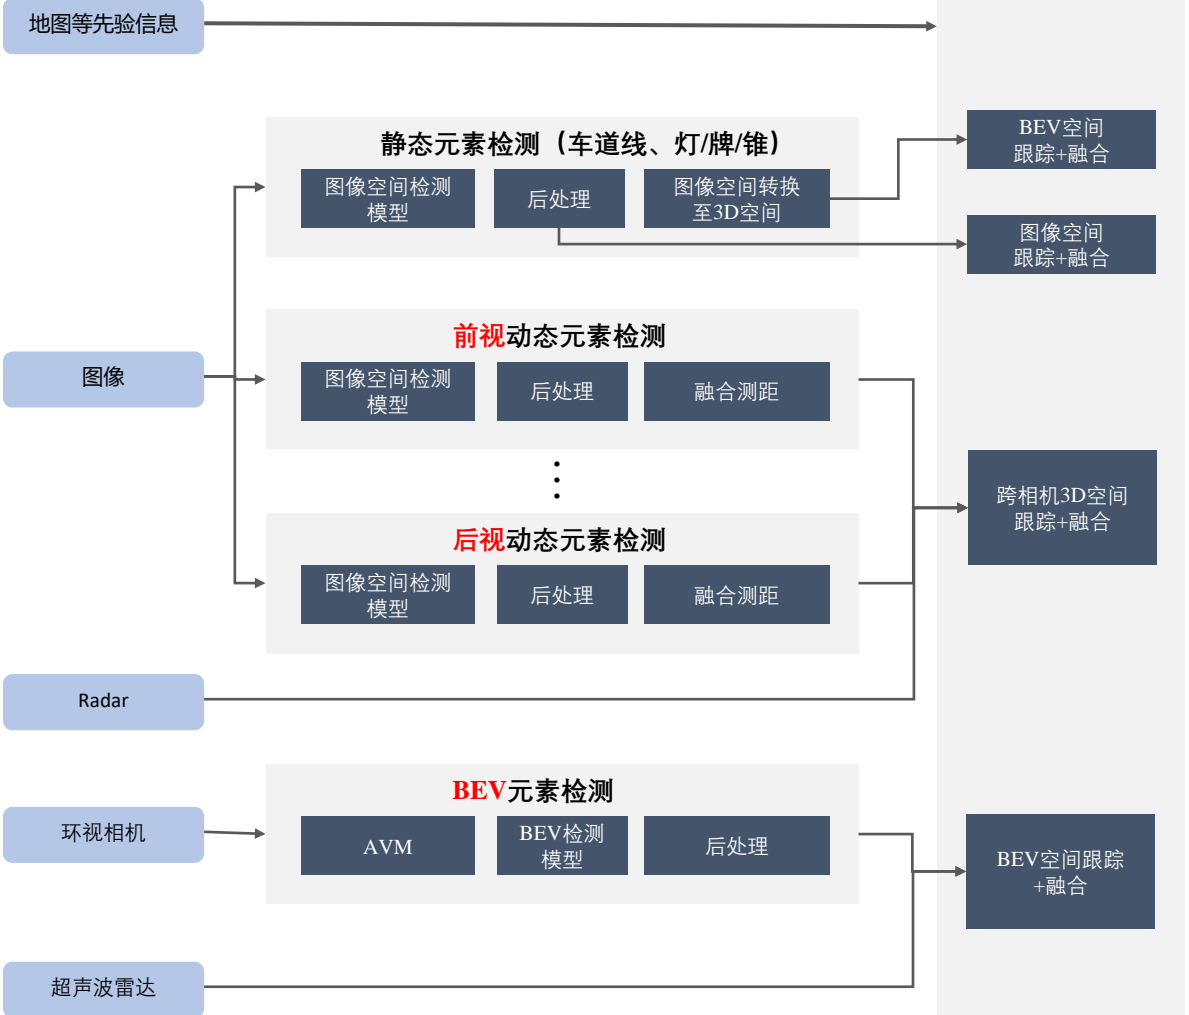 地图等先验信息
静态元素检测（车道线、灯/牌/锥）
图像空间检测
模型
后处理
图像空间转换
至3D空间
BEV空间
跟踪+融合
图像空间
跟踪+融合
图像
前视动态元素检测
图像空间检测
模型
后处理
融合测距
后视动态元素检测
图像空间检测
模型
后处理
融合测距
跨相机3D空间
跟踪+融合
Radar
环视相机
BEV元素检测
AVM
BEV检测
模型
后处理
BEV空间跟踪
+融合
超声波雷达